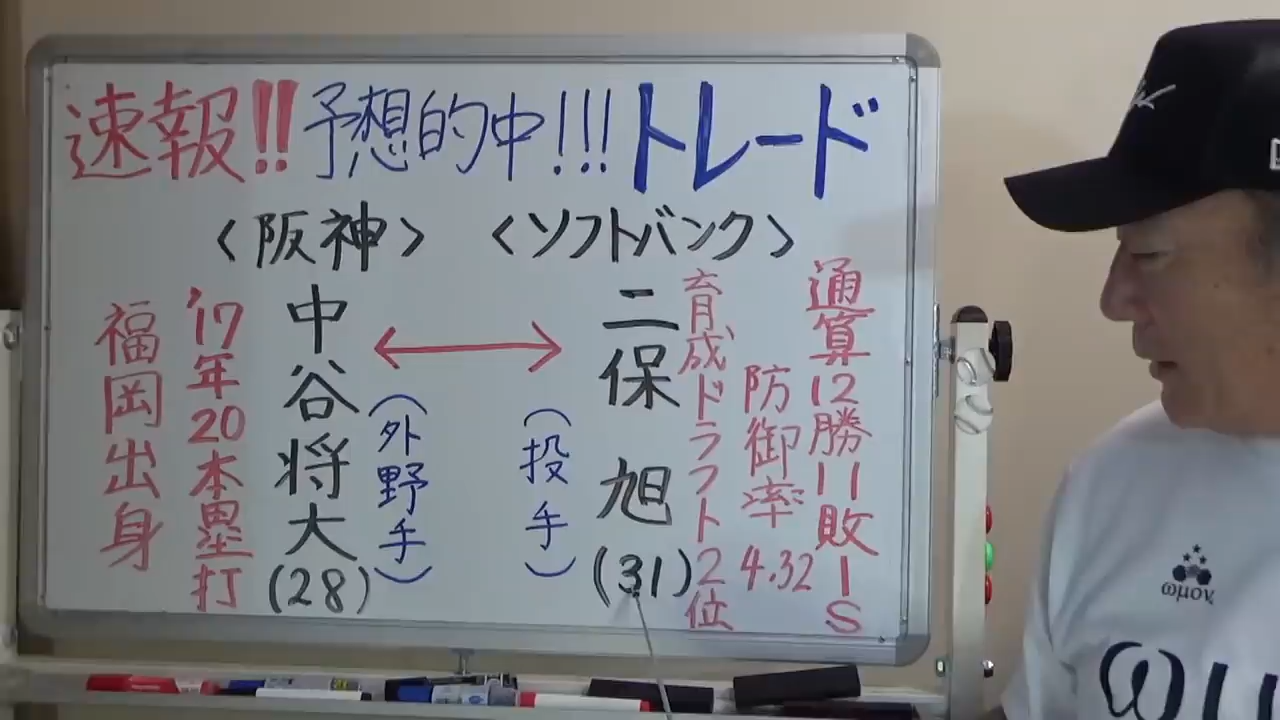 速報!! 予想的中!!! トレード
<阪神> <ソフトバンク>
福岡出身
'17年20本塁打
中谷将大(28)
(外野手)
(投手)
二保 旭(31)
育成ドラフト2位
防御率4.32
通算12勝11敗1S
ωμον
ωμ